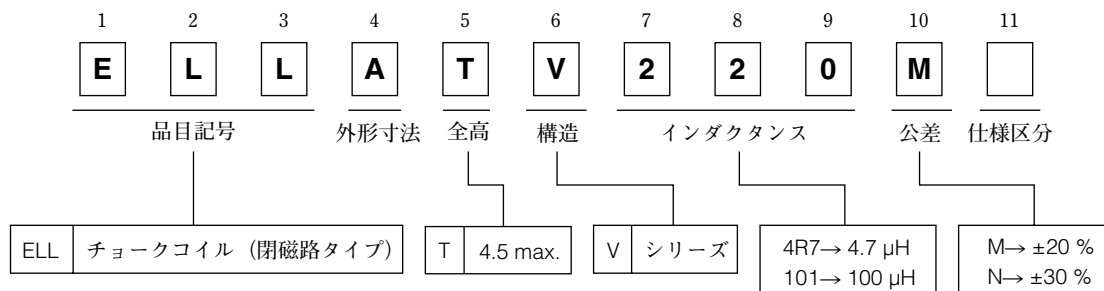 1 2 3 4 5 6 7 8 9 10 11
E L L A T V 2 2 0 M
品目記号 外形寸法 全高 構造 インダクタンス 公差 仕様区分
ELL チョークコイル (閉磁路タイプ) T 4.5 max. V シリーズ
4R7→ 4.7 µH
101→ 100 µH
M→ ±20 %
N→ ±30 %